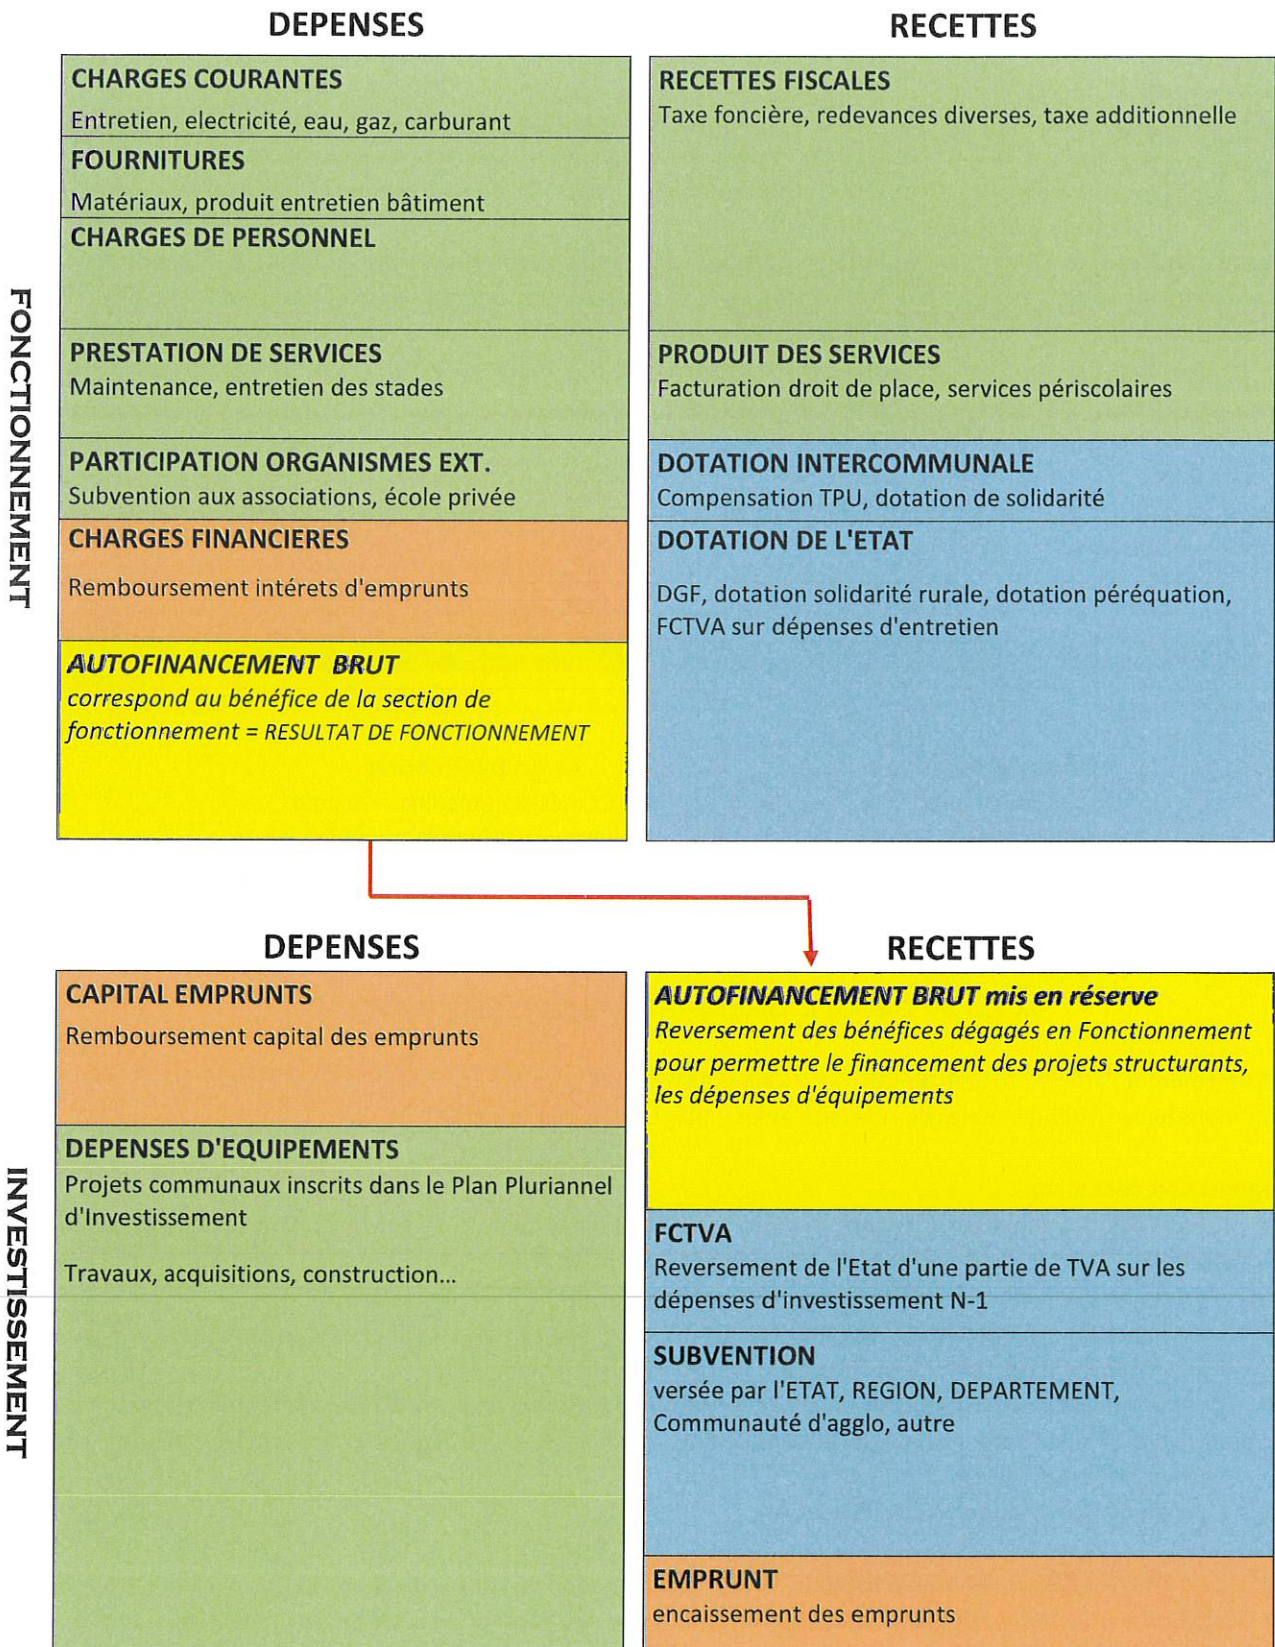 DEPENSES
RECETTES
FONCTIONNEMENT
CHARGES COURANTES
Entretien, electricité, eau, gaz, carburant
FOURNITURES
Matériaux, produit entretien bâtiment
CHARGES DE PERSONNEL
PRESTATION DE SERVICES
Maintenance, entretien des stades
PARTICIPATION ORGANISMES EXT.
Subvention aux associations, école privée
CHARGES FINANCIERES
Remboursement intérets d'emprunts
AUTOFINANCEMENT BRUT
correspond au bénéfice de la section de
fonctionnement = RESULTAT DE FONCTIONNEMENT
RECETTES FISCALES
Taxe foncière, redevances diverses, taxe additionnelle
PRODUIT DES SERVICES
Facturation droit de place, services périscolaires
DOTATION INTERCOMMUNALE
Compensation TPU, dotation de solidarité
DOTATION DE L'ETAT
DGF, dotation solidarité rurale, dotation péréquation,
FCTVA sur dépenses d'entretien
DEPENSES
RECETTES
INVESTISSEMENT
CAPITAL EMPRUNTS
Remboursement capital des emprunts
DEPENSES D'EQUIPEMENTS
Projets communaux inscrits dans le Plan Pluriannel
d'Investissement
Travaux, acquisitions, construction...
AUTOFINANCEMENT BRUT mis en réserve
Reversement des bénéfices dégagés en Fonctionnement
pour permettre le financement des projets structurants,
les dépenses d'équipements
FCTVA
Reversement de l'Etat d'une partie de TVA sur les
dépenses d'investissement N-1
SUBVENTION
versée par l'ETAT, REGION, DEPARTEMENT,
Communauté d'agglo, autre
EMPRUNT
encaissement des emprunts